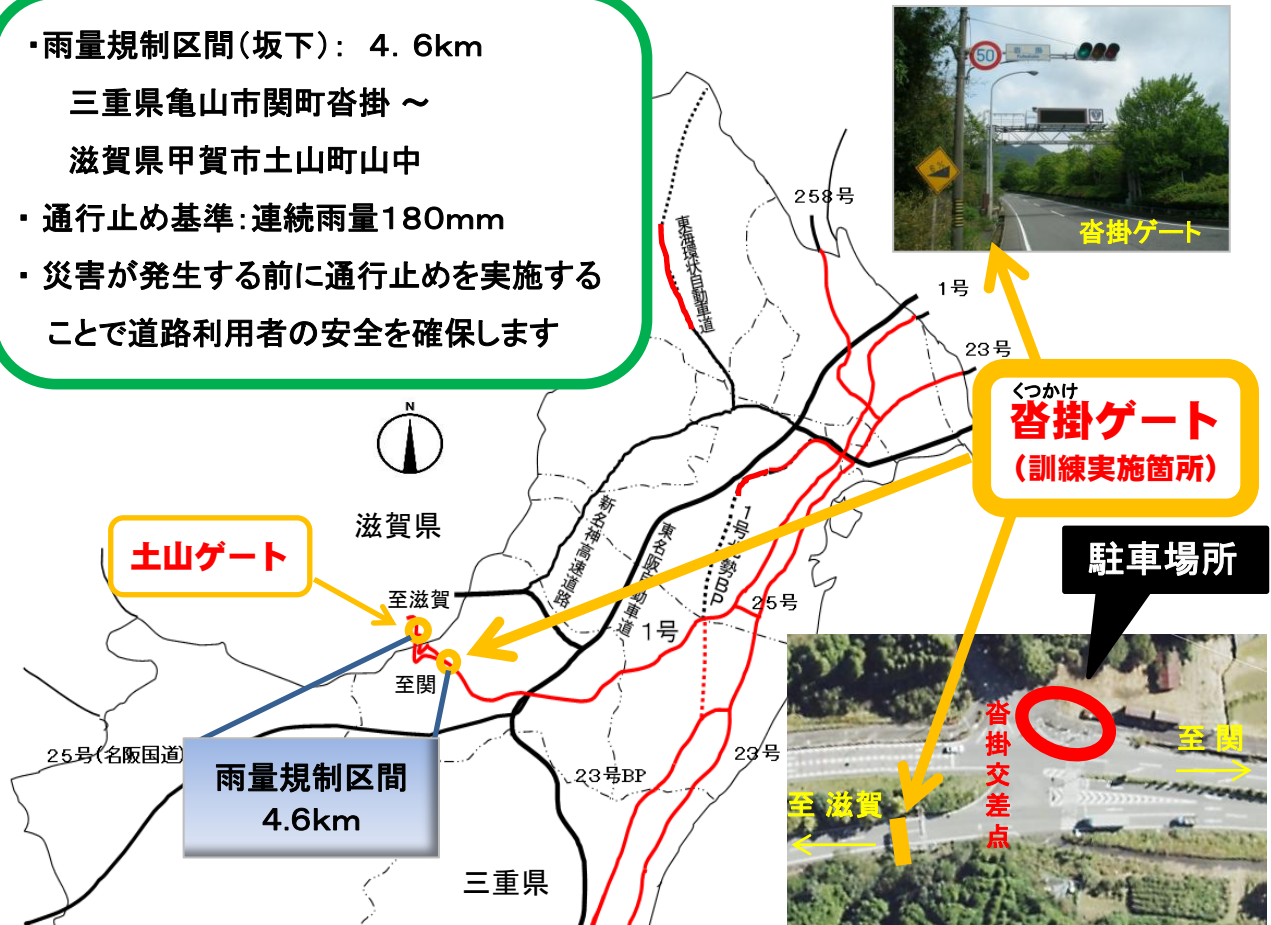 ・雨量規制区間(坂下): 4.6km
三重県亀山市関町沓掛 ～
滋賀県甲賀市土山町山中
・ 通行止め基準:連続雨量180mm
・ 災害が発生する前に通行止めを実施する
ことで道路利用者の安全を確保します
50
沓掛
沓掛ゲート
258号
東海環状自動車道
1号
23号
くつかけ
沓掛ゲート
(訓練実施箇所)
N
滋賀県
土山ゲート
新名神高速道路
東名阪自動車道
1号北勢BP
駐車場所
至滋賀
25号
1号
至関
25号(名阪国道)
雨量規制区間
4.6km
23号BP
23号
三重県
沓掛交差点
至 関
至 滋賀